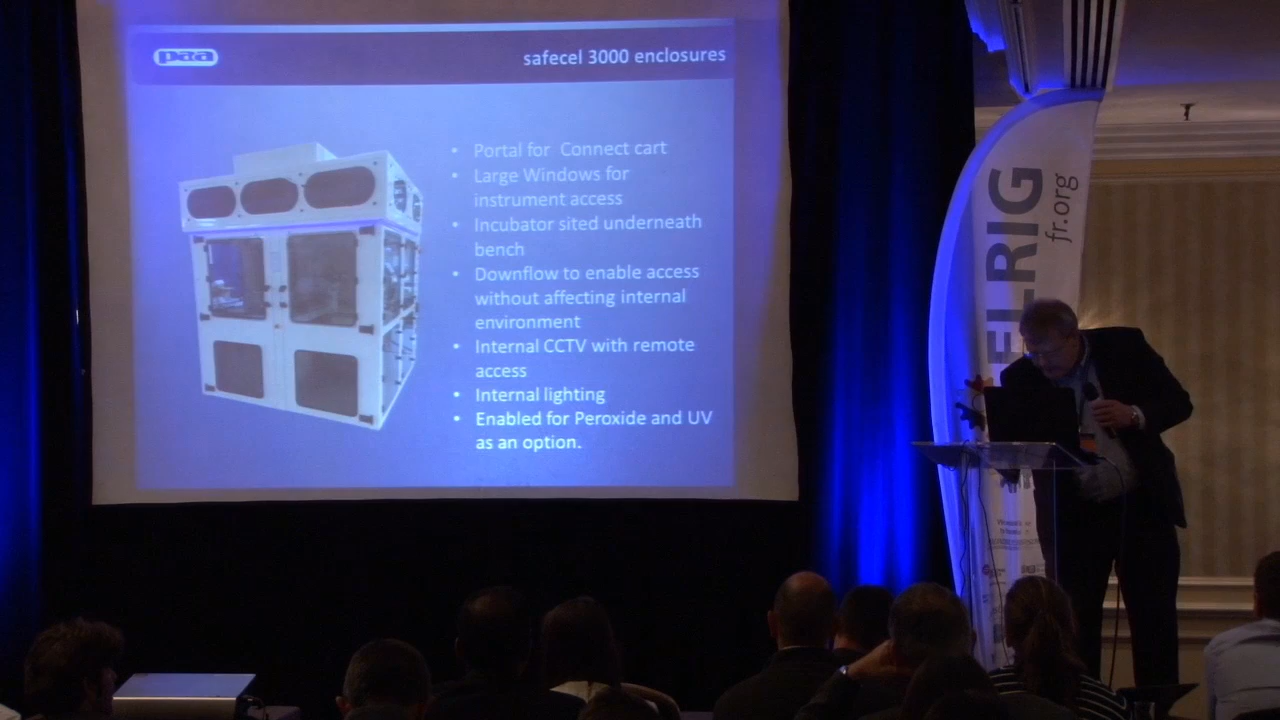 paa
safecel 3000 enclosures
• Portal for Connect cart
• Large Windows for
instrument access
• Incubator sited underneath
bench
• Downflow to enable access
without affecting internal
environment
• Internal CCTV with remote
access
• Internal lighting
• Enabled for Peroxide and UV
as an option.
ELRIG
fr.org